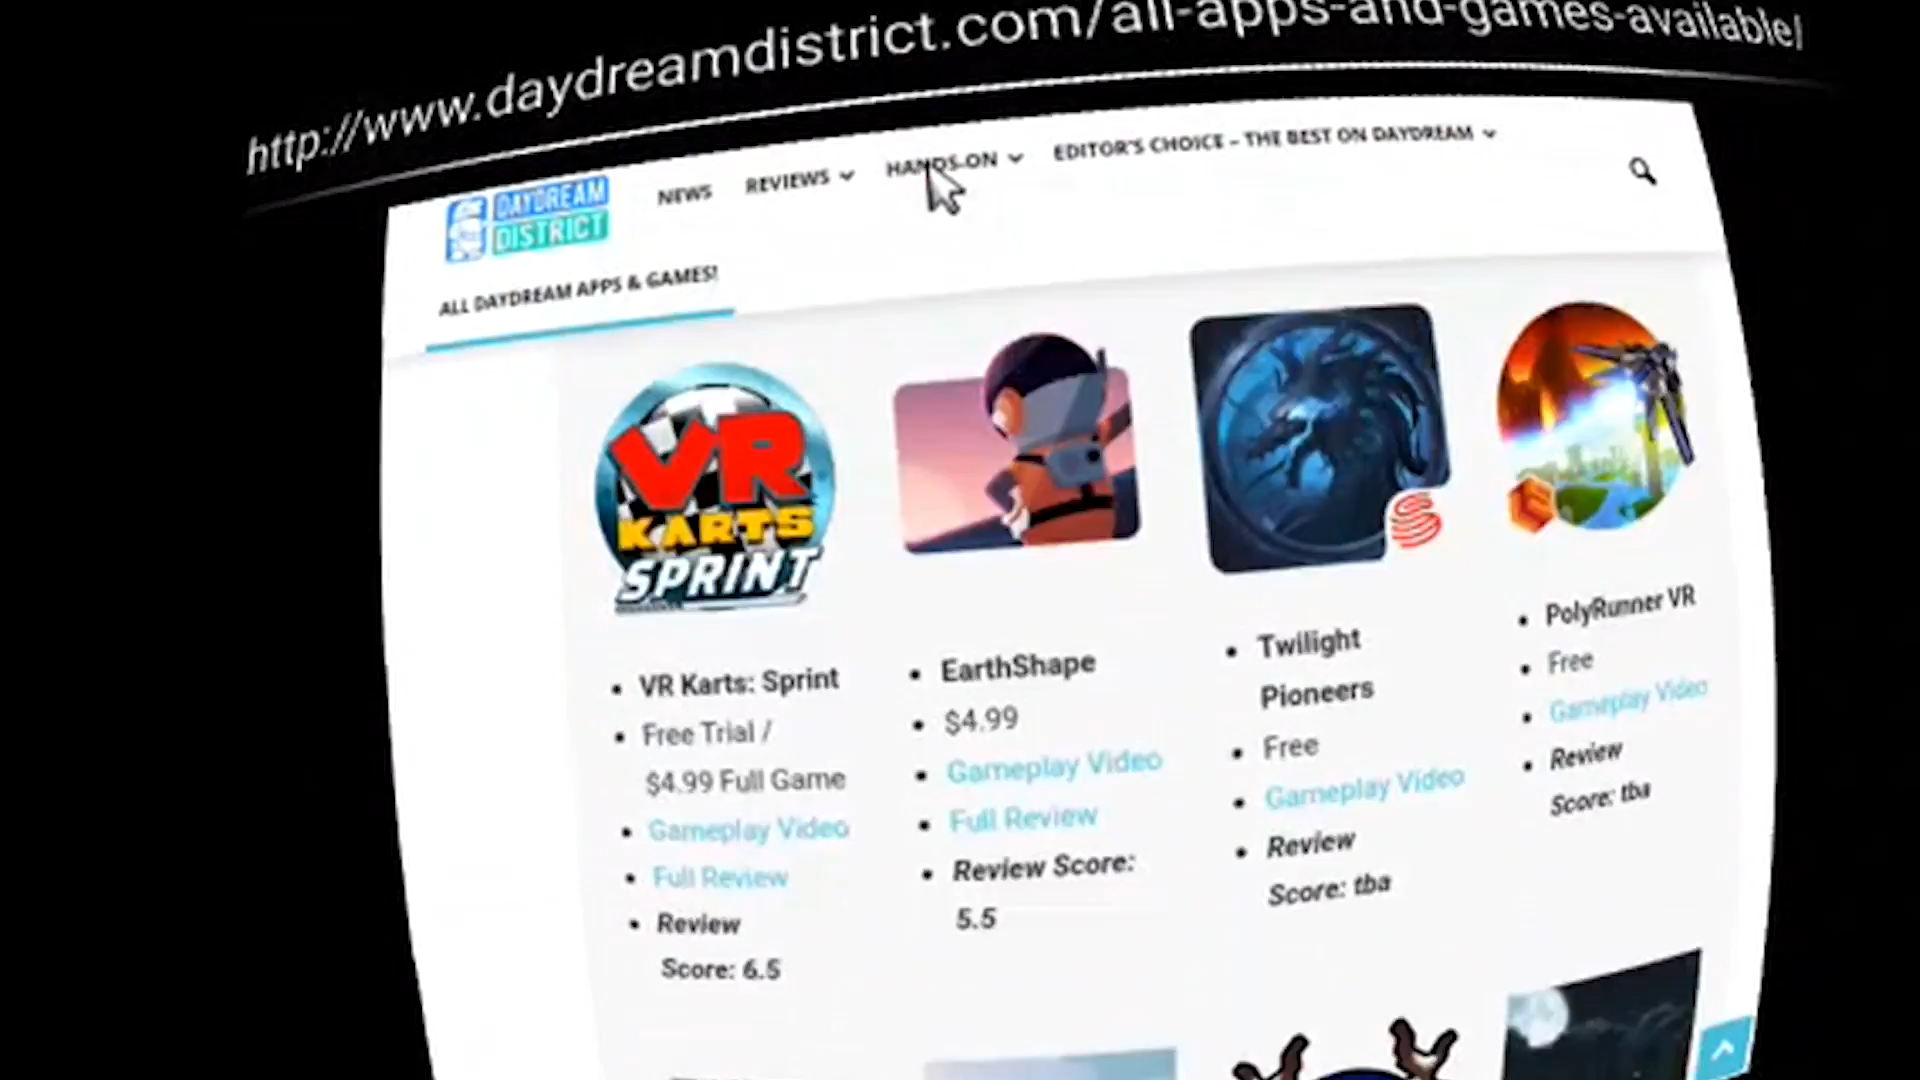 http://www.daydreamdistrict.com/all-apps-and-games-available/
DAYDREAM
DISTRICT
NEWS
REVIEWS
HANDS-ON
EDITOR'S CHOICE – THE BEST ON DAYDREAM
ALL DAYDREAM APPS & GAMES!
VR
KARTS
SPRINT
• VR Karts: Sprint
• Free Trial /
$4.99 Full Game
• Gameplay Video
• Full Review
• Review
Score: 6.5
• EarthShape
• $4.99
• Gameplay Video
• Full Review
• Review Score:
5.5
• Twilight
Pioneers
• Free
• Gameplay Video
• Review
Score: tba
• PolyRunner VR
• Free
• Gameplay Video
• Review
Score: tba